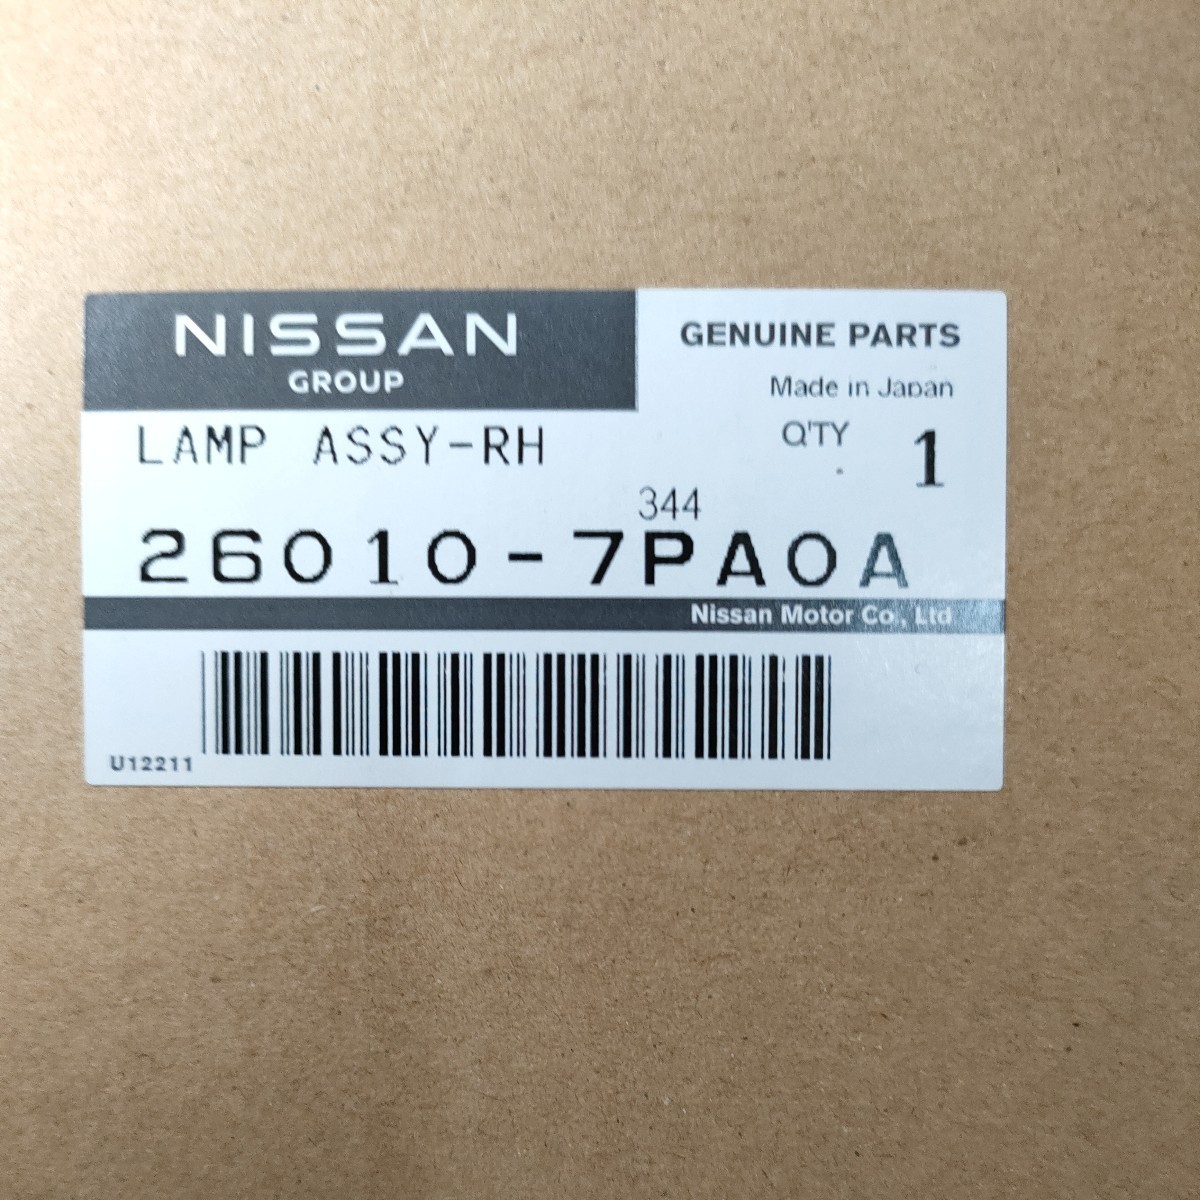 NISSAN
GROUP
GENUINE PARTS
Made in Japan
LAMP ASSY-RH
Q'TY 1
344
26010-7PA0A
Nissan Motor Co., Ltd
U12211